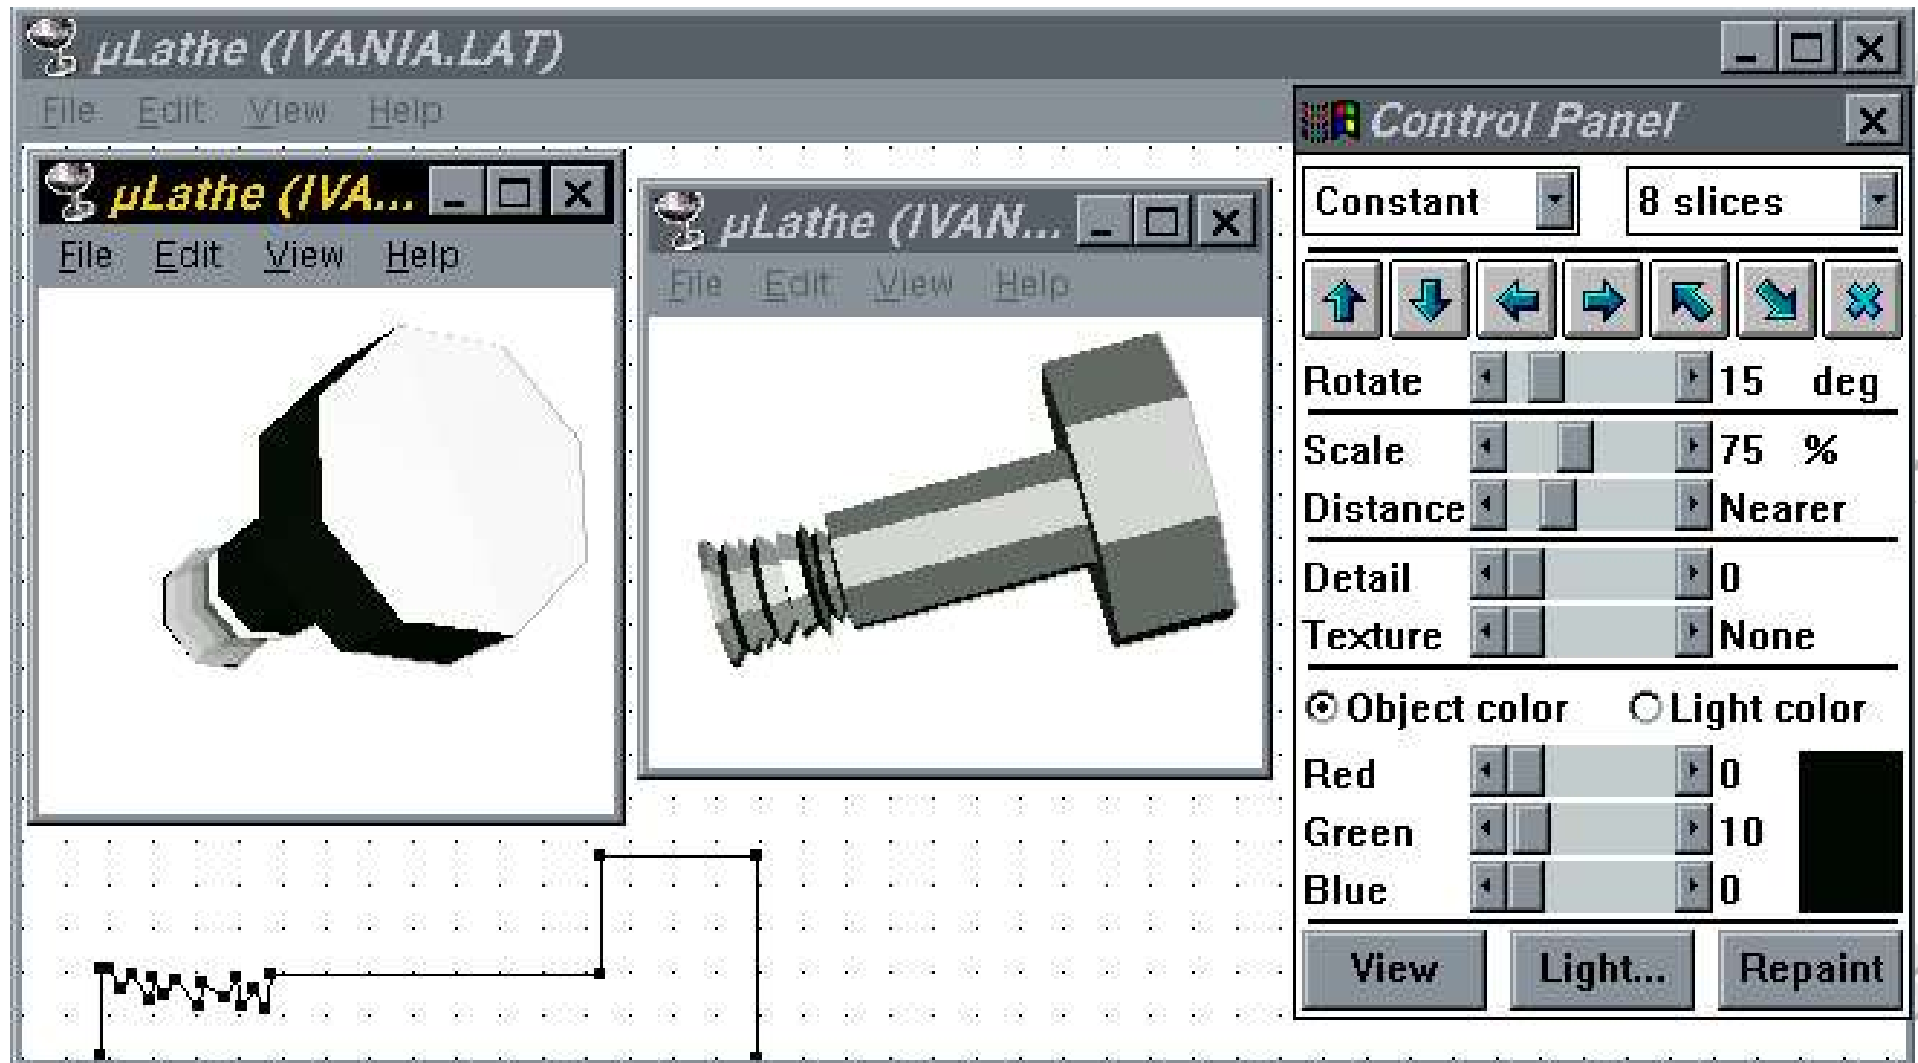 µLathe (IVANIA.LAT)
File Edit View Help
µLathe (IVA...
File Edit View Help
µLathe (IVAN...
File Edit View Help
Control Panel
Constant 8 slices
Rotate 15 deg
Scale 75 %
Distance Nearer
Detail 0
Texture None
Object color Light color
Red 0
Green 10
Blue 0
View Light... Repaint